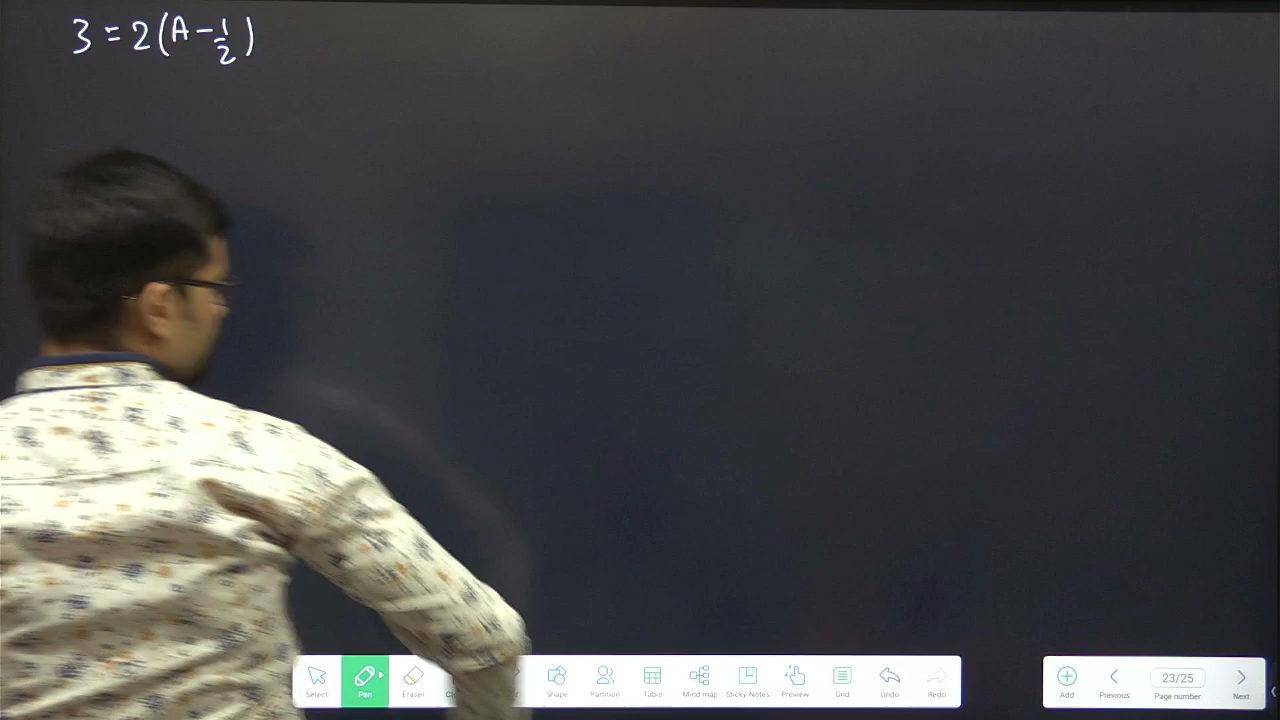 3 = 2(A - 1/2)
Select
Pen
Eraser
Shape
Partition
Table
Mind map
Sticky Notes
Preview
Grid
Undo
Redo
Add
Previous
23/25
Page number
Next